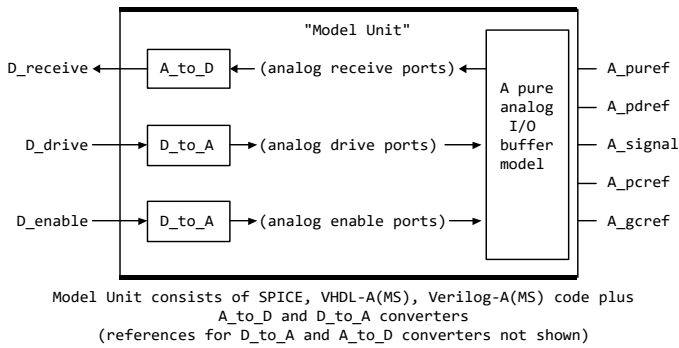 "Model Unit"
D_receive A_to_D (analog receive ports) A_puref
A pure
analog
I/O
buffer
model
A_pdref
D_drive D_to_A (analog drive ports) A_signal
A_pcref
D_enable D_to_A (analog enable ports) A_gcref
Model Unit consists of SPICE, VHDL-A(MS), Verilog-A(MS) code plus
A_to_D and D_to_A converters
(references for D_to_A and A_to_D converters not shown)